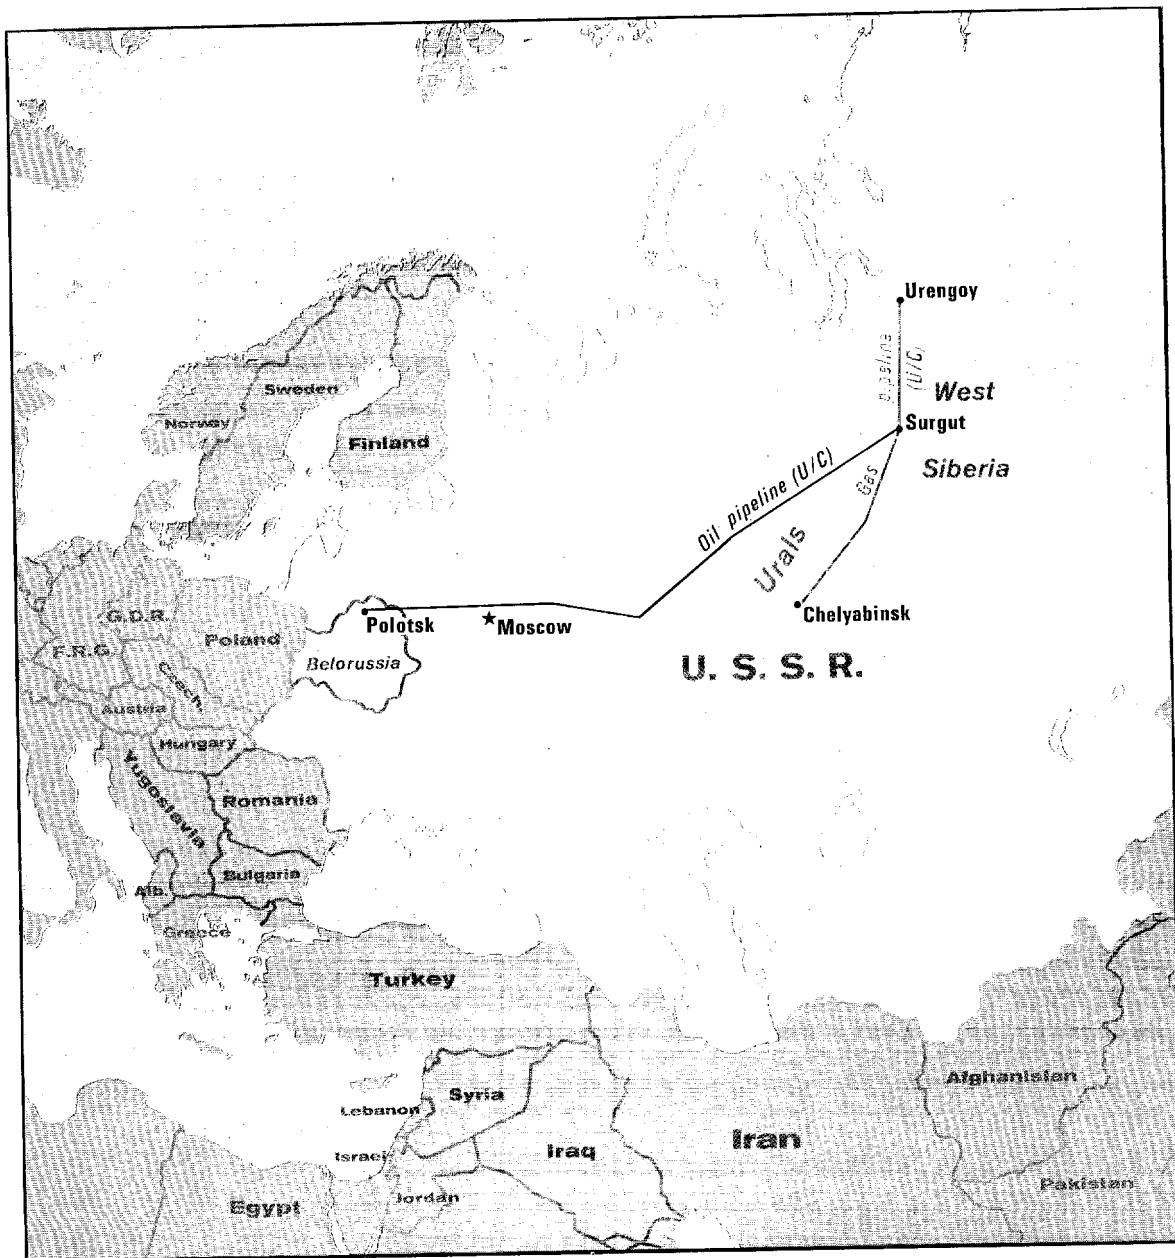 Urengoy
pipeline
(U/C)
West
Sweden
Norway
Surgut
Finland
Siberia
Gas
Oil pipeline (U/C)
Urals
Chelyabinsk
G.D.R.
Polotsk
Moscow
Poland
F.R.G.
Belorussia
Czech.
U. S. S. R.
Austria
Hungary
Yugoslavia
Romania
Bulgaria
Alb.
Greece
Turkey
Afghanistan
Syria
Lebanon
Iran
Iraq
Israel
Pakistan
Jordan
Egypt